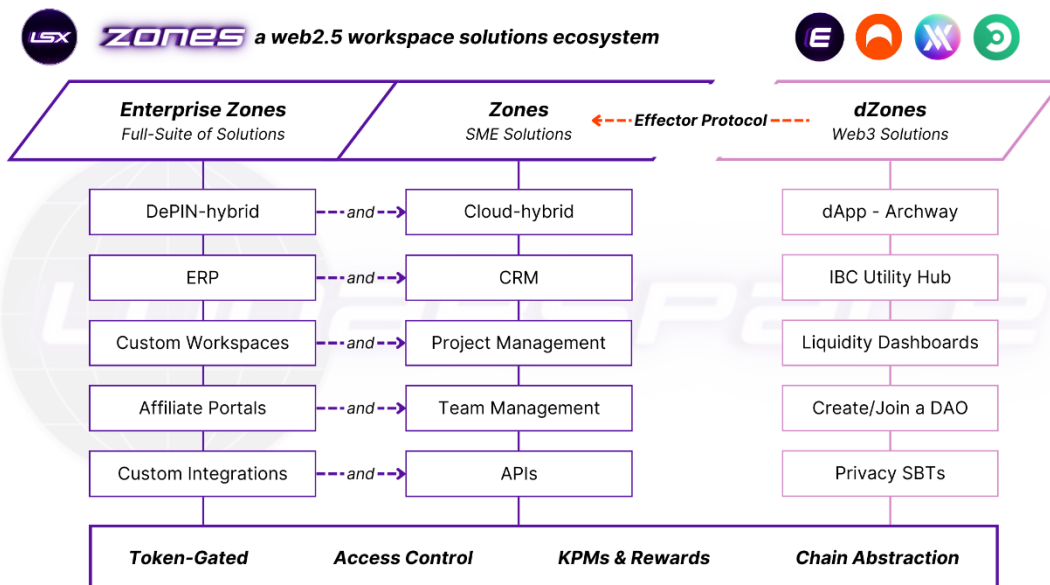 LSX ZONES a web2.5 workspace solutions ecosystem E
Enterprise Zones
Full-Suite of Solutions
Zones
SME Solutions
Effector Protocol
dZones
Web3 Solutions
DePIN-hybrid and Cloud-hybrid dApp - Archway
ERP and CRM IBC Utility Hub
Custom Workspaces and Project Management Liquidity Dashboards
Affiliate Portals and Team Management Create/Join a DAO
Custom Integrations and APIs Privacy SBTs
Token-Gated Access Control KPMs & Rewards Chain Abstraction